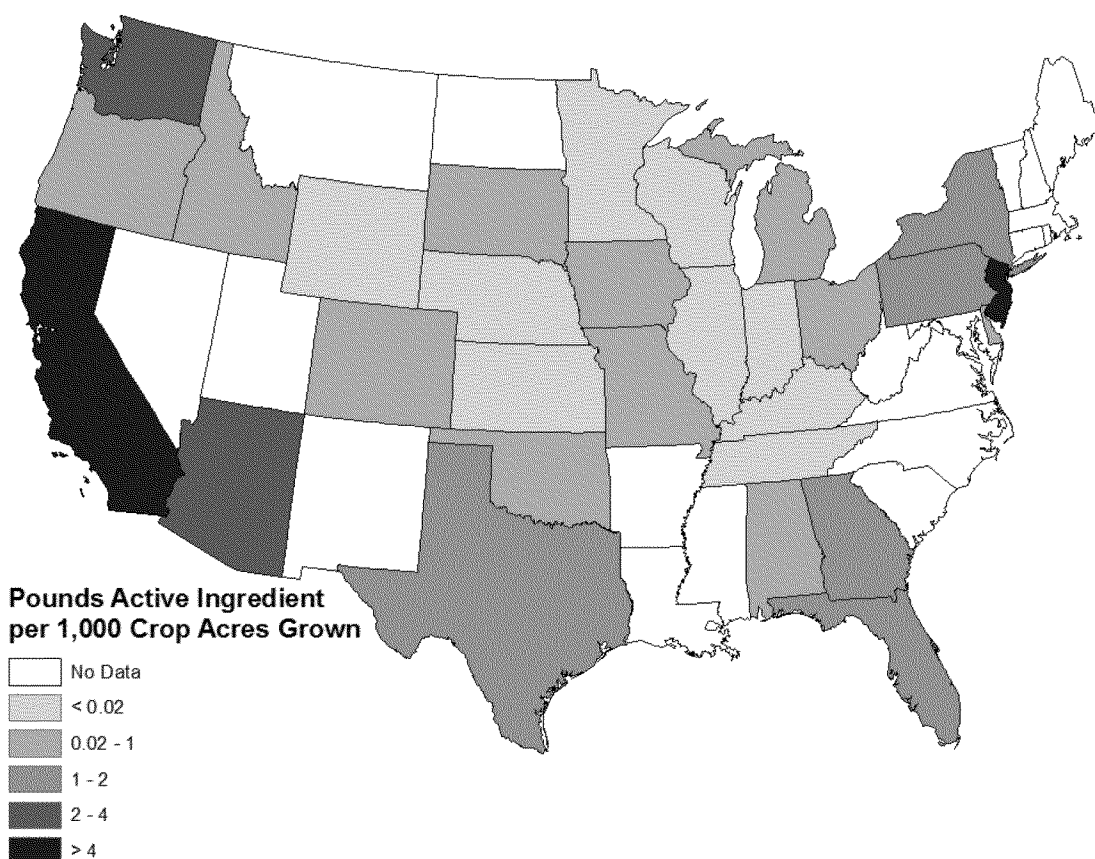 Pounds Active Ingredient
per 1,000 Crop Acres Grown
No Data
< 0.02
0.02 - 1
1 - 2
2 - 4
> 4